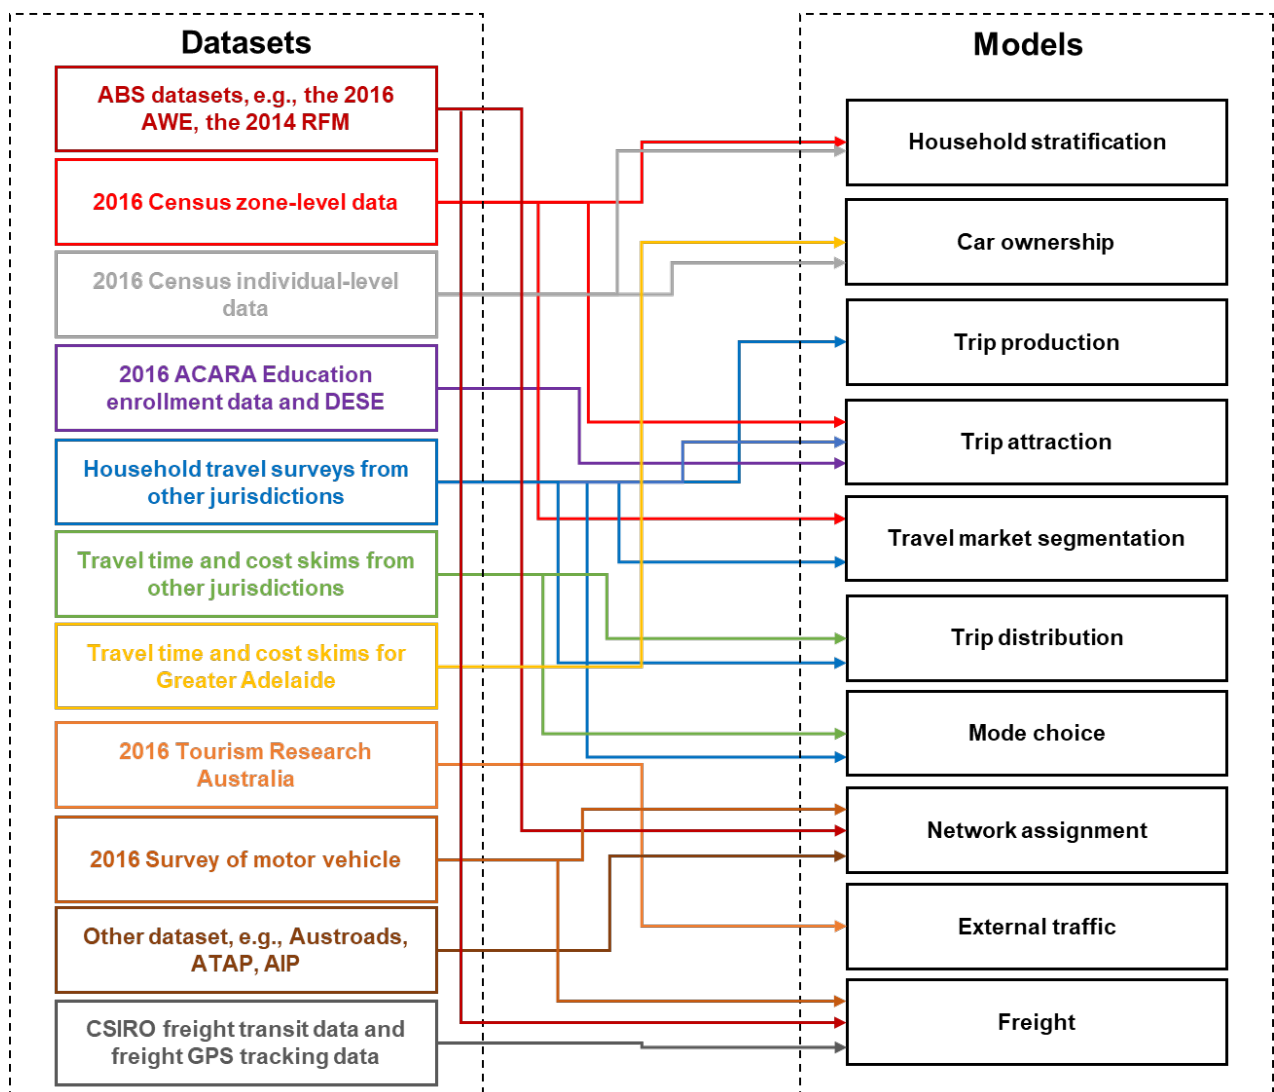 Datasets
ABS datasets, e.g., the 2016
AWE, the 2014 RFM
2016 Census zone-level data
2016 Census individual-level
data
2016 ACARA Education
enrollment data and DESE
Household travel surveys from
other jurisdictions
Travel time and cost skims from
other jurisdictions
Travel time and cost skims for
Greater Adelaide
2016 Tourism Research
Australia
2016 Survey of motor vehicle
Other dataset, e.g., Austroads,
ATAP, AIP
CSIRO freight transit data and
freight GPS tracking data
Models
Household stratification
Car ownership
Trip production
Trip attraction
Travel market segmentation
Trip distribution
Mode choice
Network assignment
External traffic
Freight